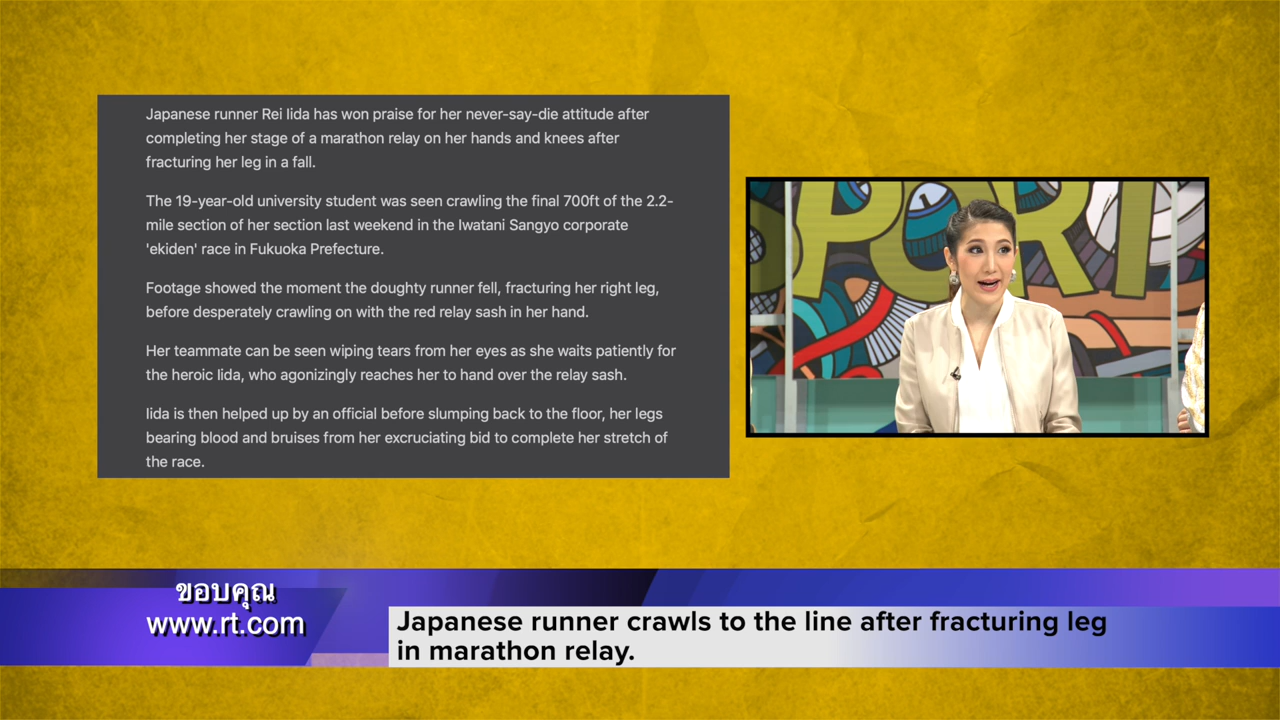 Japanese runner Rei Iida has won praise for her never-say-die attitude after
completing her stage of a marathon relay on her hands and knees after
fracturing her leg in a fall.
The 19-year-old university student was seen crawling the final 700ft of the 2.2-
mile section of her section last weekend in the Iwatani Sangyo corporate
'ekiden' race in Fukuoka Prefecture.
Footage showed the moment the doughty runner fell, fracturing her right leg,
before desperately crawling on with the red relay sash in her hand.
Her teammate can be seen wiping tears from her eyes as she waits patiently for
the heroic Iida, who agonizingly reaches her to hand over the relay sash.
Iida is then helped up by an official before slumping back to the floor, her legs
bearing blood and bruises from her excruciating bid to complete her stretch of
the race.
SPORT
ขอบคุณ
www.rt.com
Japanese runner crawls to the line after fracturing leg
in marathon relay.